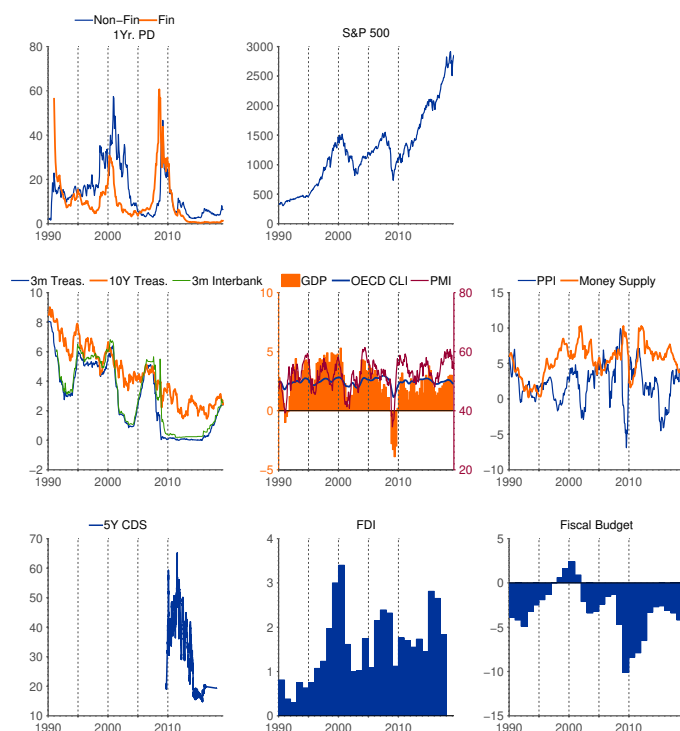 Non-Fin Fin
1Yr. PD
80
60
40
20
0
1990 2000 2010
S&P 500
3000
2500
2000
1500
1000
500
0
1990 2000 2010
3m Treas. 10Y Treas. 3m Interbank
10
8
6
4
2
0
−2
1990 2000 2010
GDP OECD CLI PMI
10
5
0
−5
80
60
40
20
1990 2000 2010
PPI Money Supply
15
10
5
0
−5
−10
1990 2000 2010
5Y CDS
70
60
50
40
30
20
10
1990 2000 2010
FDI
4
3
2
1
0
1990 2000 2010
Fiscal Budget
5
0
−5
−10
−15
1990 2000 2010